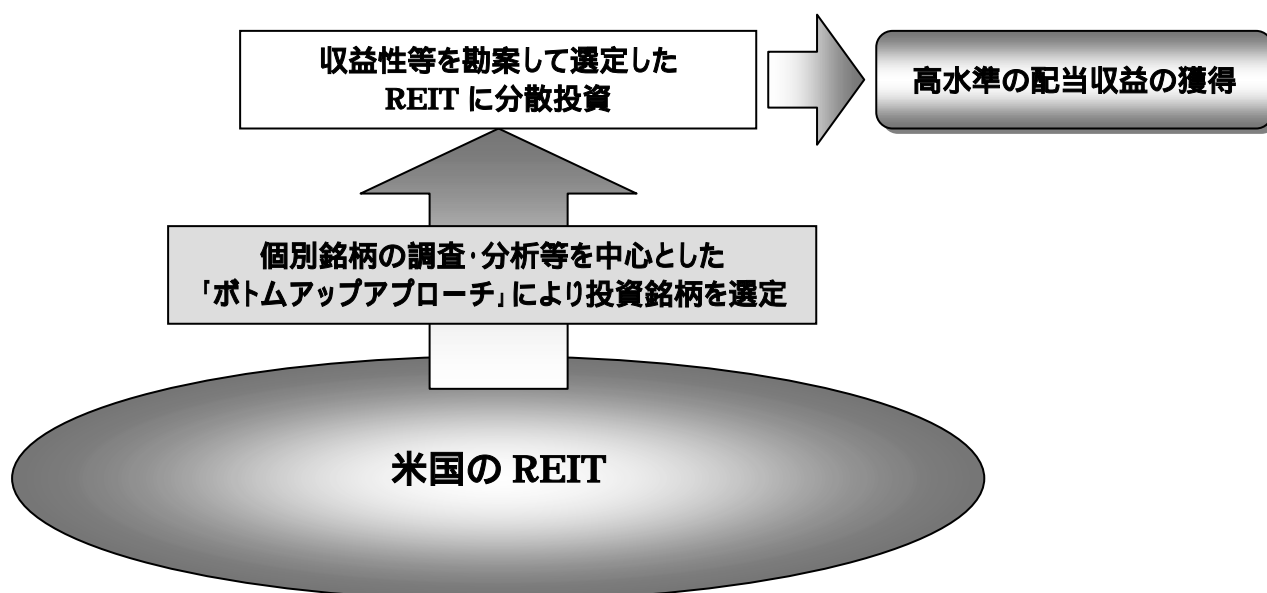 収益性等を勘案して選定した
REIT に分散投資
高水準の配当収益の獲得
個別銘柄の調査・分析等を中心とした
「ボトムアップアプローチ」により投資銘柄を選定
米国の REIT